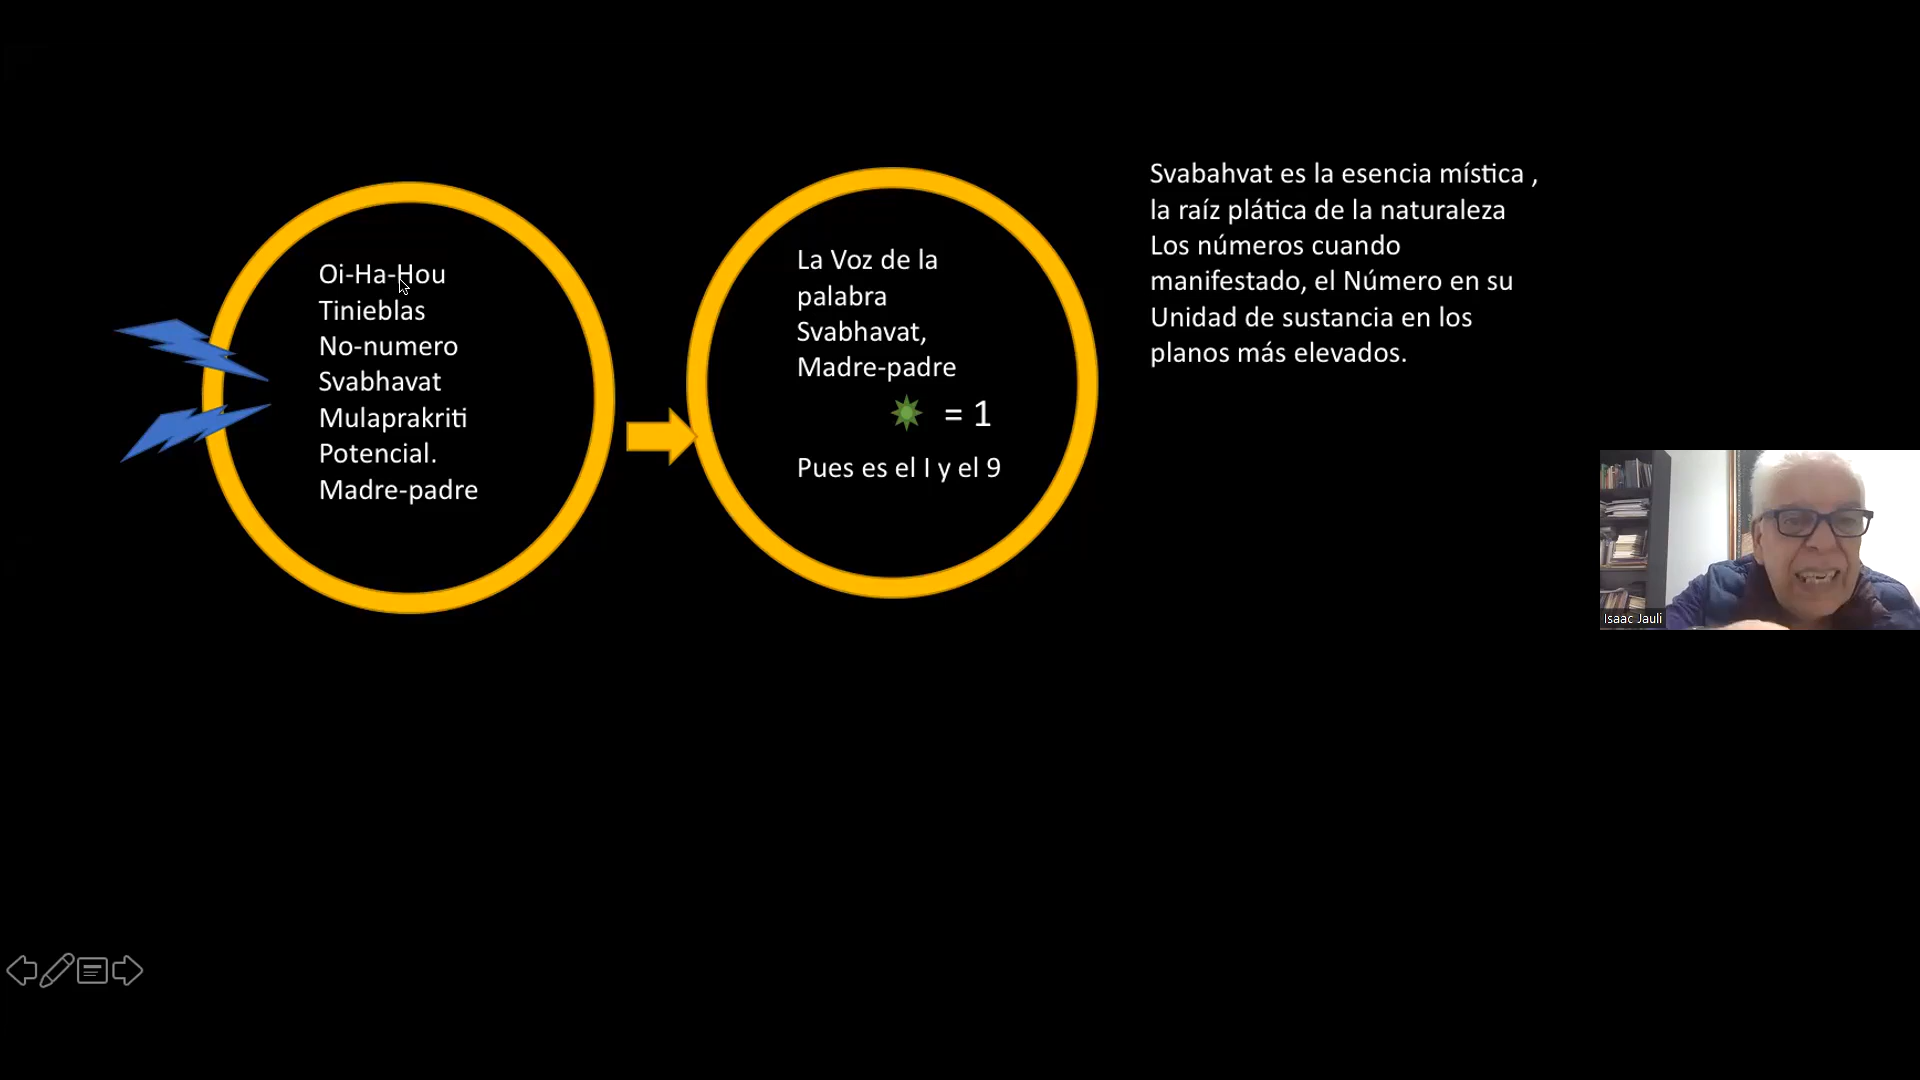 Oi-Ha-Hou
Tinieblas
No-numero
Svabhavat
Mulaprakriti
Potencial.
Madre-padre
La Voz de la
palabra
Svabhavat,
Madre-padre
= 1
Pues es el I y el 9
Svabahvat es la esencia mística ,
la raíz plática de la naturaleza
Los números cuando
manifestado, el Número en su
Unidad de sustancia en los
planos más elevados.
Isaac Jauli